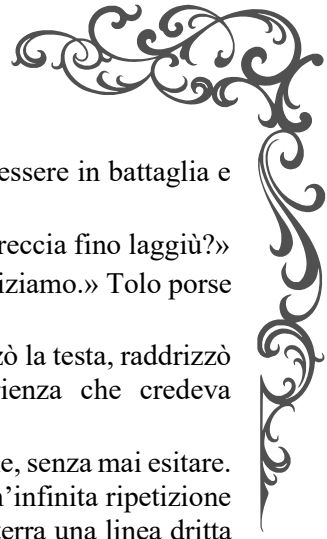 essere in battaglia e
reccia fino laggiù?»
iziamo.» Tolo porse
zò la testa, raddrizzò
rienza che credeva
e, senza mai esitare.
n'infinita ripetizione
terra una linea dritta